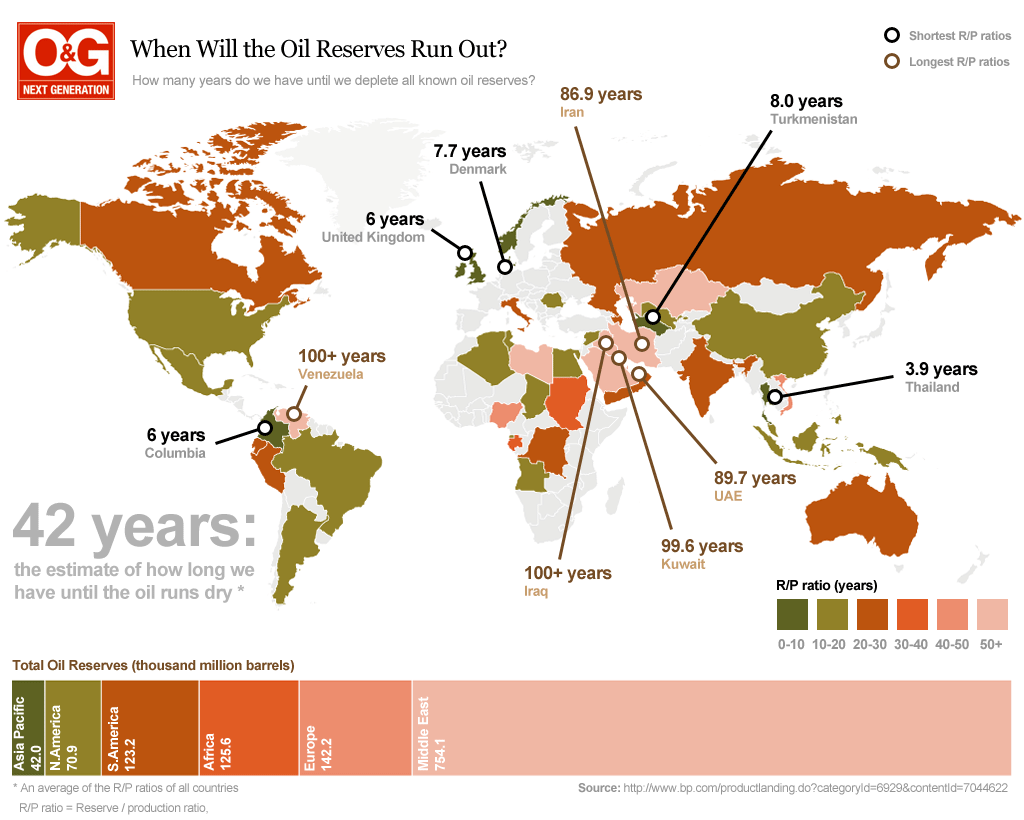 O&G
NEXT GENERATION
When Will the Oil Reserves Run Out?
How many years do we have until we deplete all known oil reserves?
Shortest R/P ratios
Longest R/P ratios
86.9 years
Iran
8.0 years
Turkmenistan
7.7 years
Denmark
6 years
United Kingdom
100+ years
Venezuela
3.9 years
Thailand
6 years
Columbia
89.7 years
UAE
99.6 years
Kuwait
100+ years
Iraq
42 years:
the estimate of how long we
have until the oil runs dry *
R/P ratio (years)
0-10 10-20 20-30 30-40 40-50 50+
Total Oil Reserves (thousand million barrels)
Asia Pacific
42.0
N.America
70.9
S.America
123.2
Africa
125.6
Europe
142.2
Middle East
754.1
* An average of the R/P ratios of all countries
R/P ratio = Reserve / production ratio,
Source: http://www.bp.com/productlanding.do?categoryId=6929&contentId=7044622